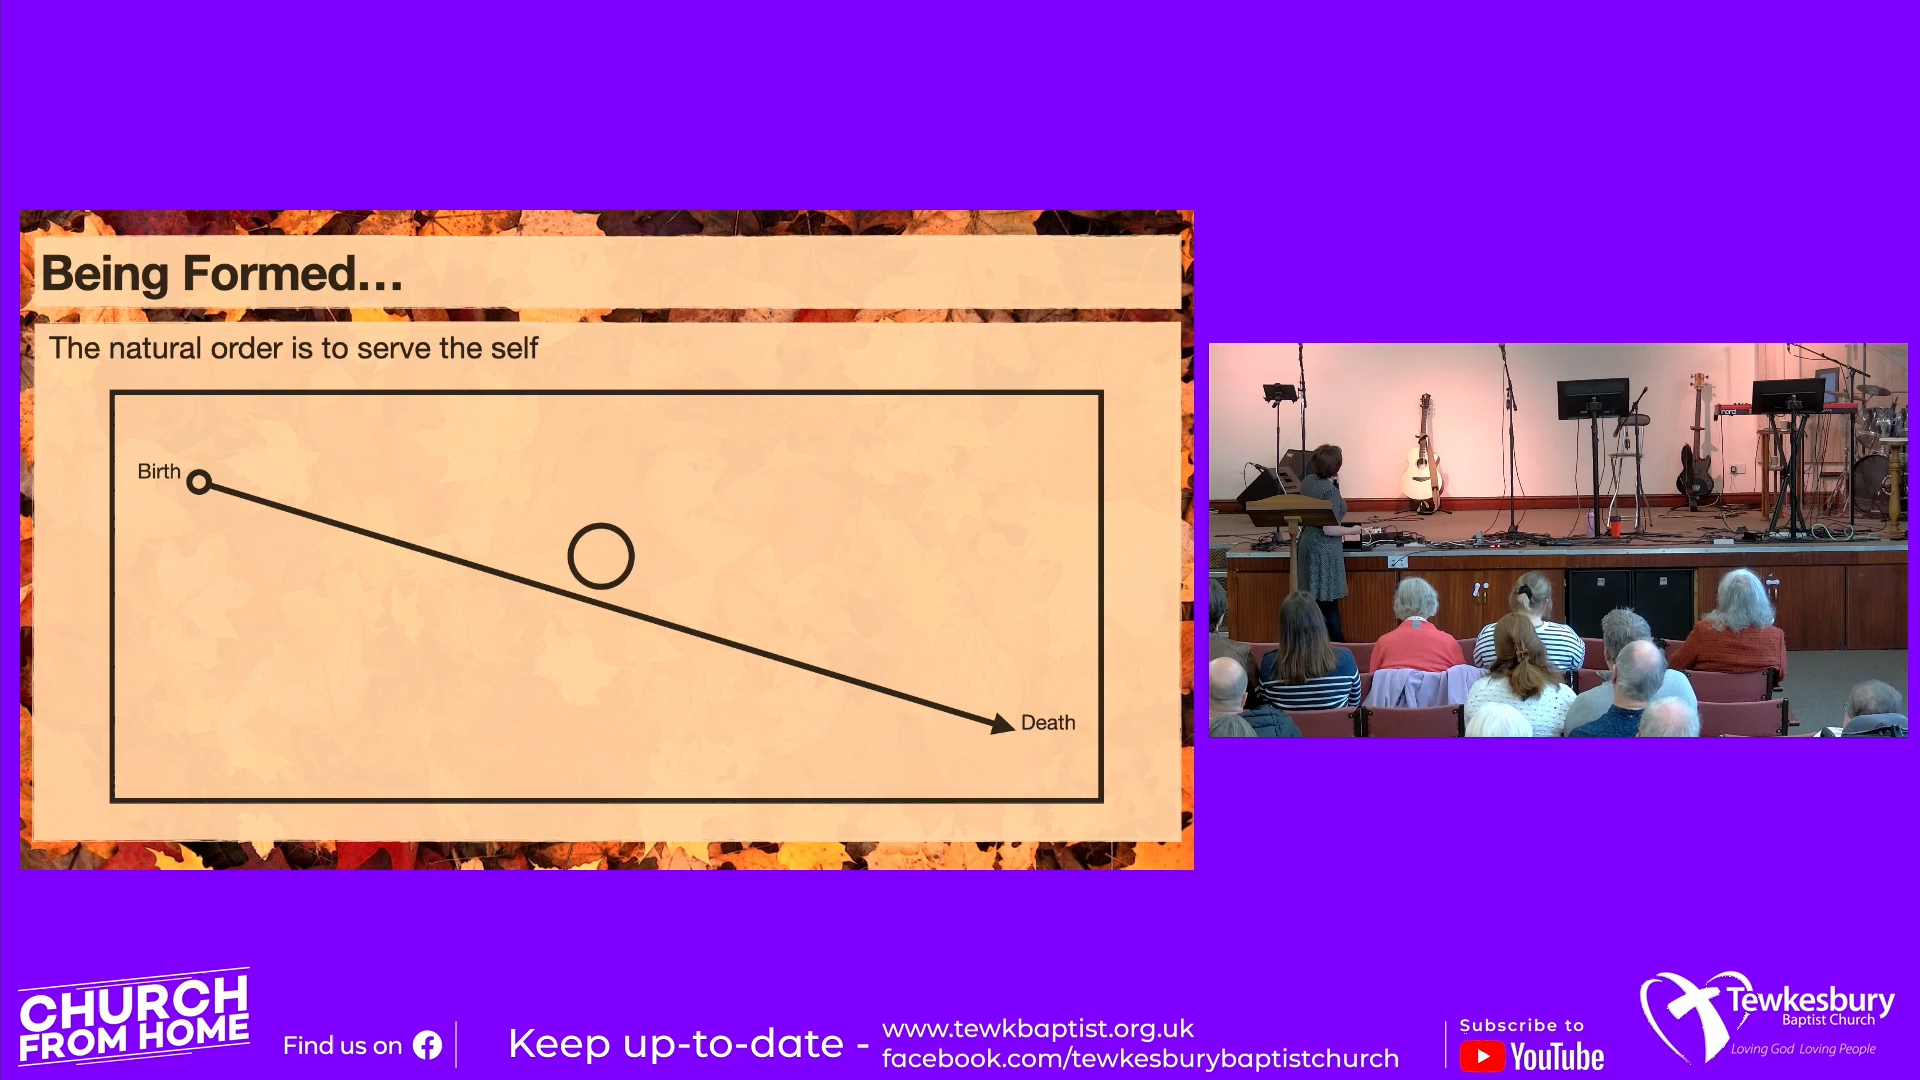 Being Formed...
The natural order is to serve the self
Birth
Death
nord
CHURCH
FROM HOME
Find us on
Keep up-to-date -
www.tewkbaptist.org.uk
facebook.com/tewkesburybaptistchurch
Subscribe to
YouTube
Tewkesbury
Baptist Church
Loving God Loving People